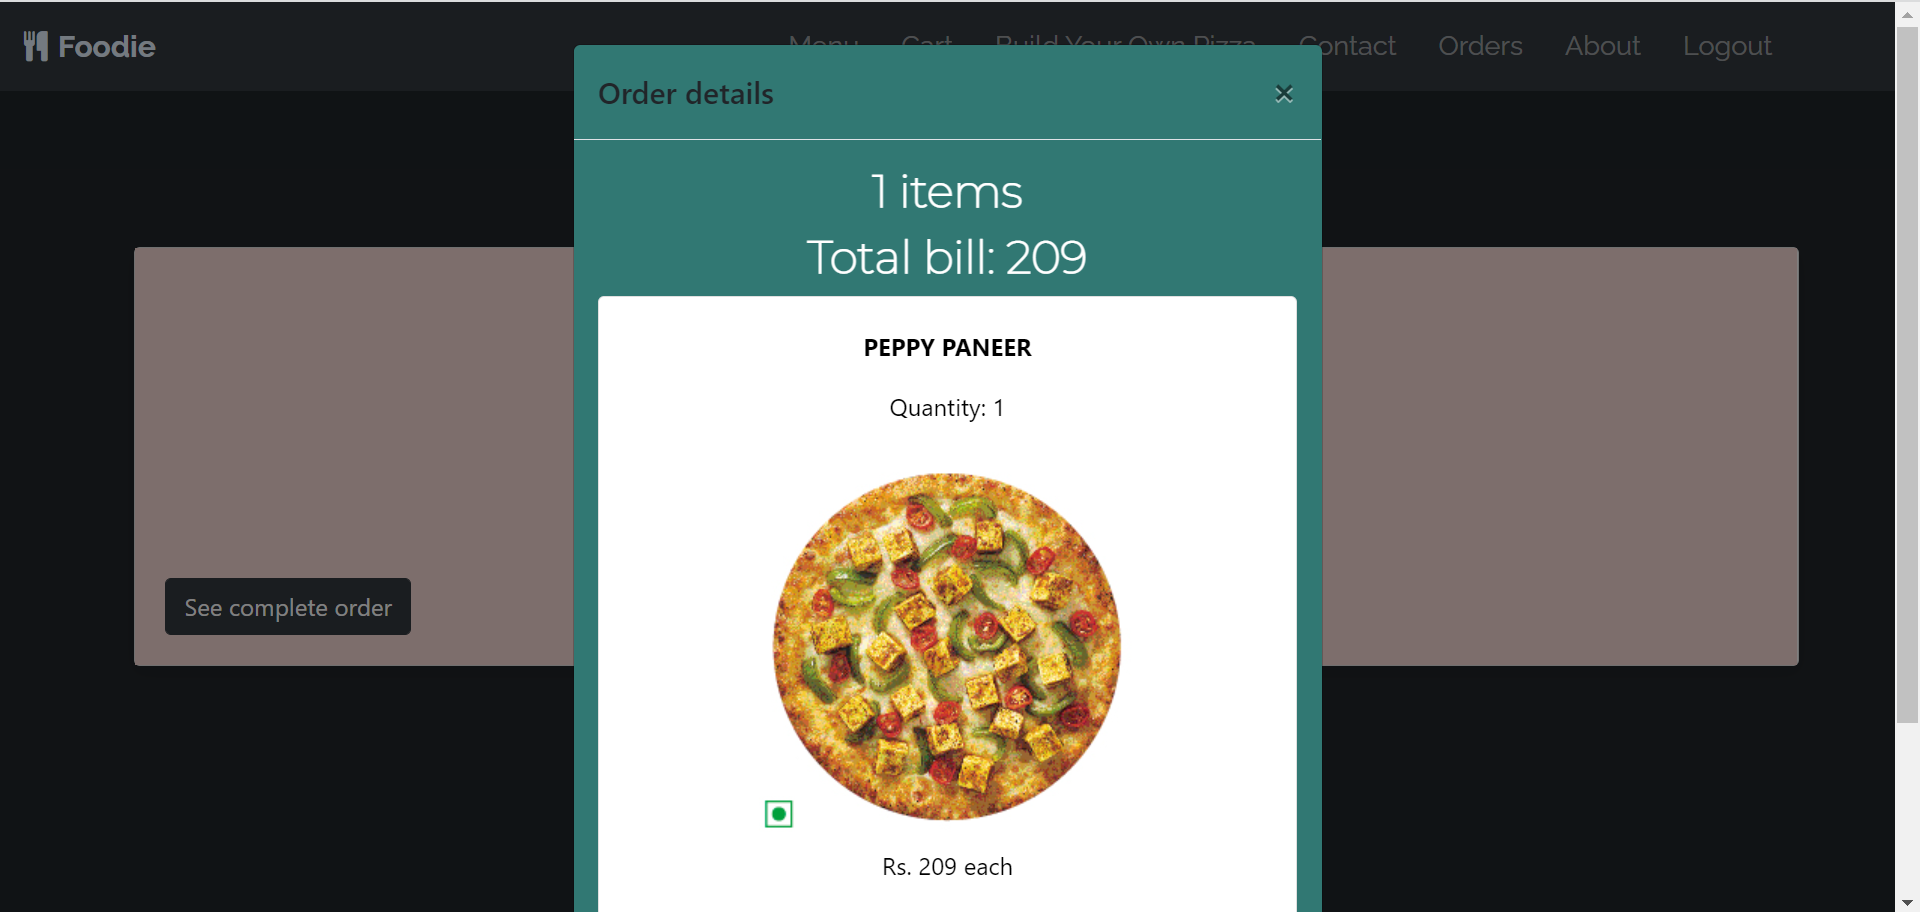 Foodie
Menu Cart Build Your Own Pizza Contact Orders About Logout
Order details
×
1 items
Total bill: 209
PEPPY PANEER
Quantity: 1
See complete order
Rs. 209 each